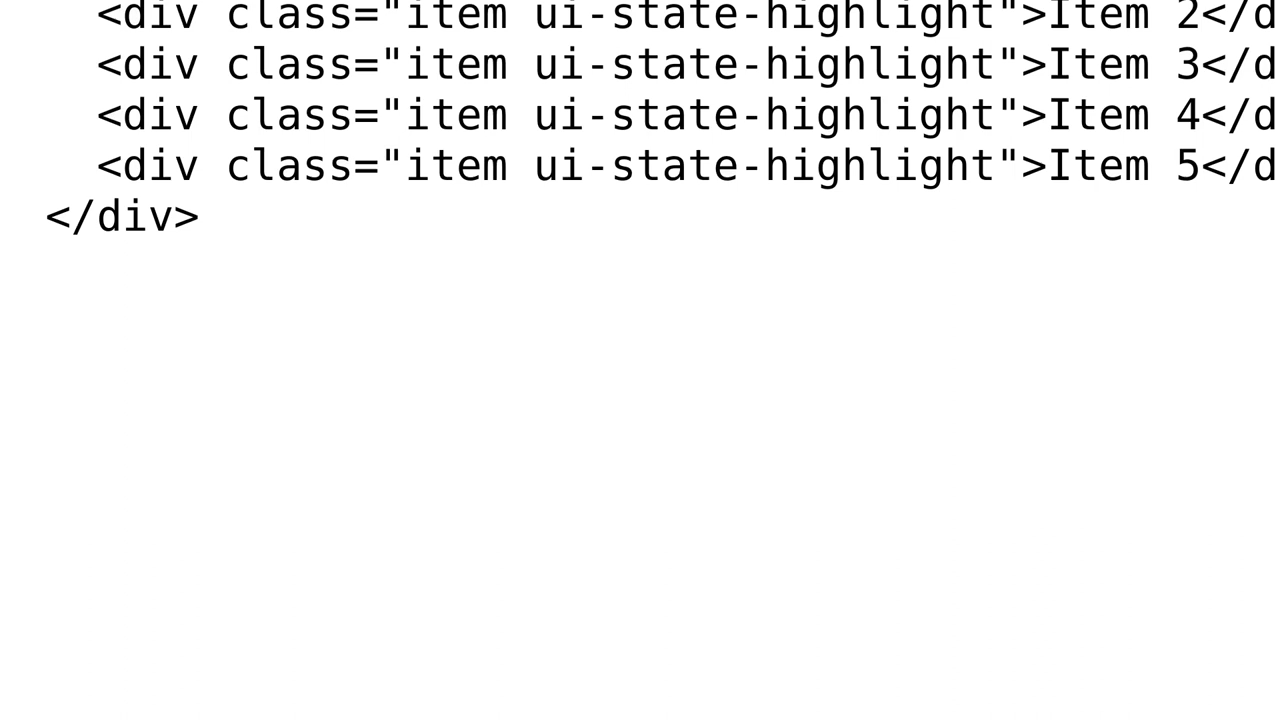 <div class="item ui-state-highlight">Item 2</d
<div class="item ui-state-highlight">Item 3</d
<div class="item ui-state-highlight">Item 4</d
<div class="item ui-state-highlight">Item 5</d
</div>